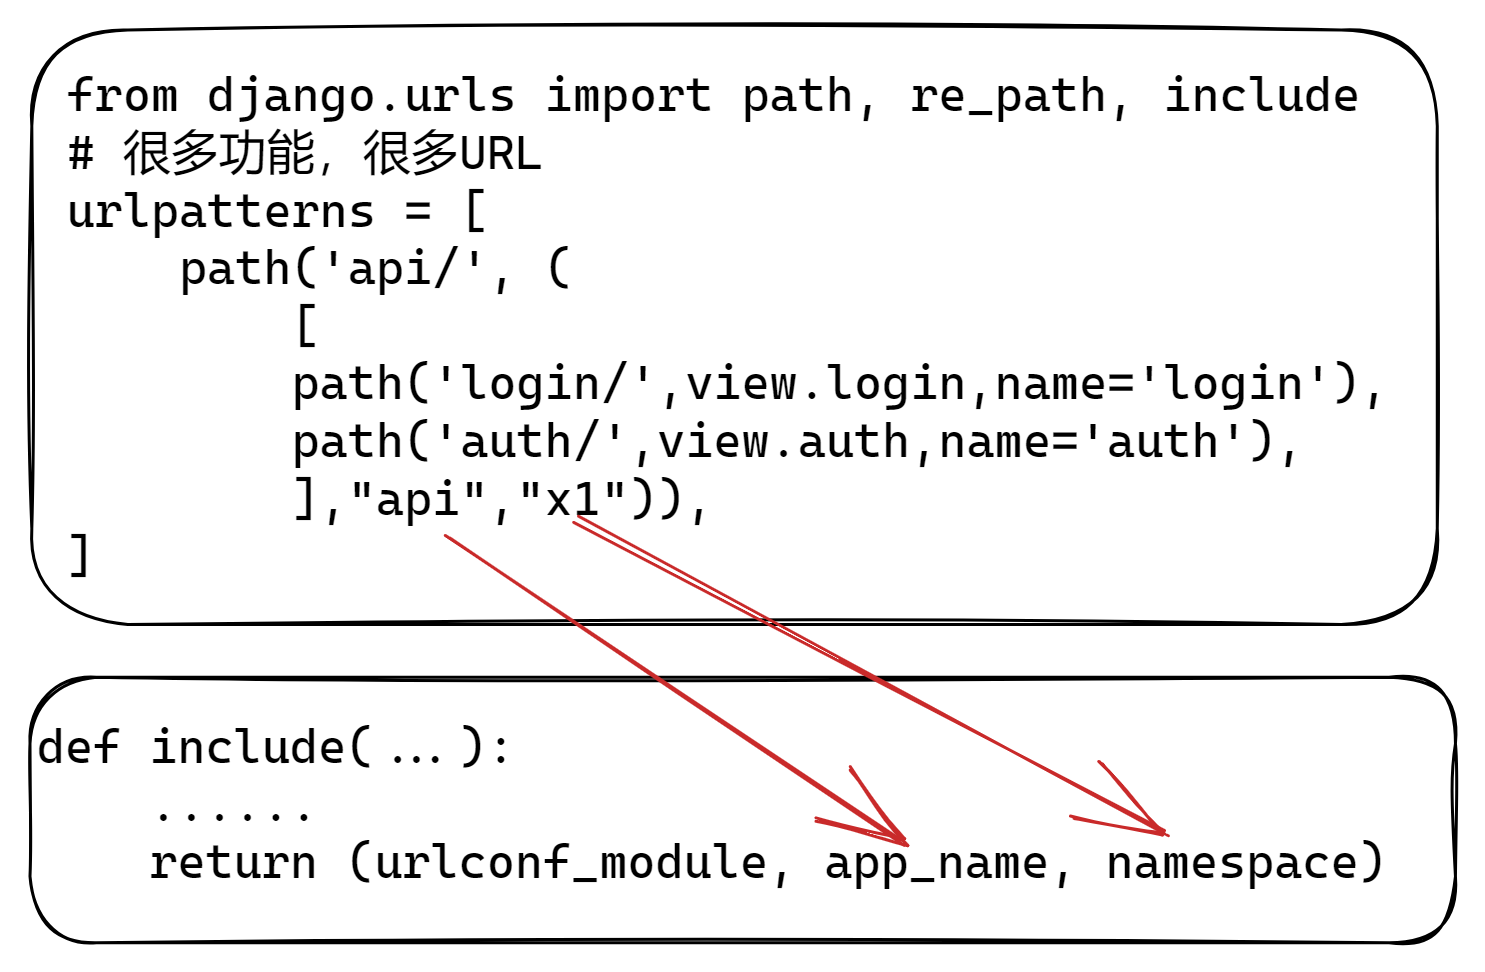 from django.urls import path, re_path, include
# 很多功能，很多URL
urlpatterns = [
path('api/', (
[
path('login/',view.login,name='login'),
path('auth/',view.auth,name='auth'),
],"api","x1")),
]
def include( ... ):
......
return (urlconf_module, app_name, namespace)